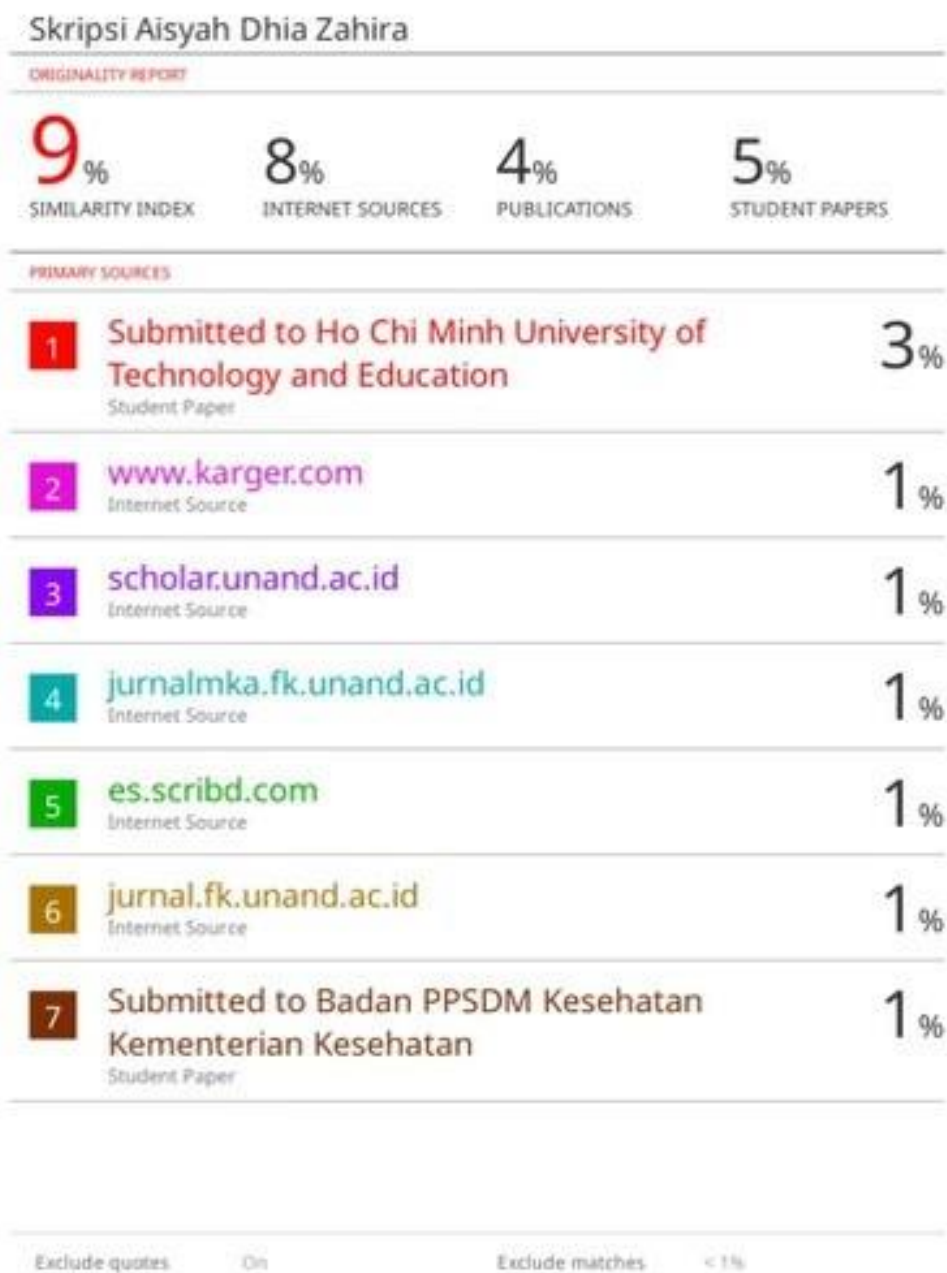 Skripsi Aisyah Dhia Zahira
ORIGINALITY REPORT
9% 8% 4% 5%
SIMILARITY INDEX INTERNET SOURCES PUBLICATIONS STUDENT PAPERS
PRIMARY SOURCES
1 Submitted to Ho Chi Minh University of 3%
Technology and Education
Student Paper
2 www.karger.com 1%
Internet Source
3 scholar.unand.ac.id 1%
Internet Source
4 jurnalmka.fk.unand.ac.id 1%
Internet Source
5 es.scribd.com 1%
Internet Source
6 jurnal.fk.unand.ac.id 1%
Internet Source
7 Submitted to Badan PPSDM Kesehatan 1%
Kementerian Kesehatan
Student Paper
Exclude quotes On Exclude matches < 1%